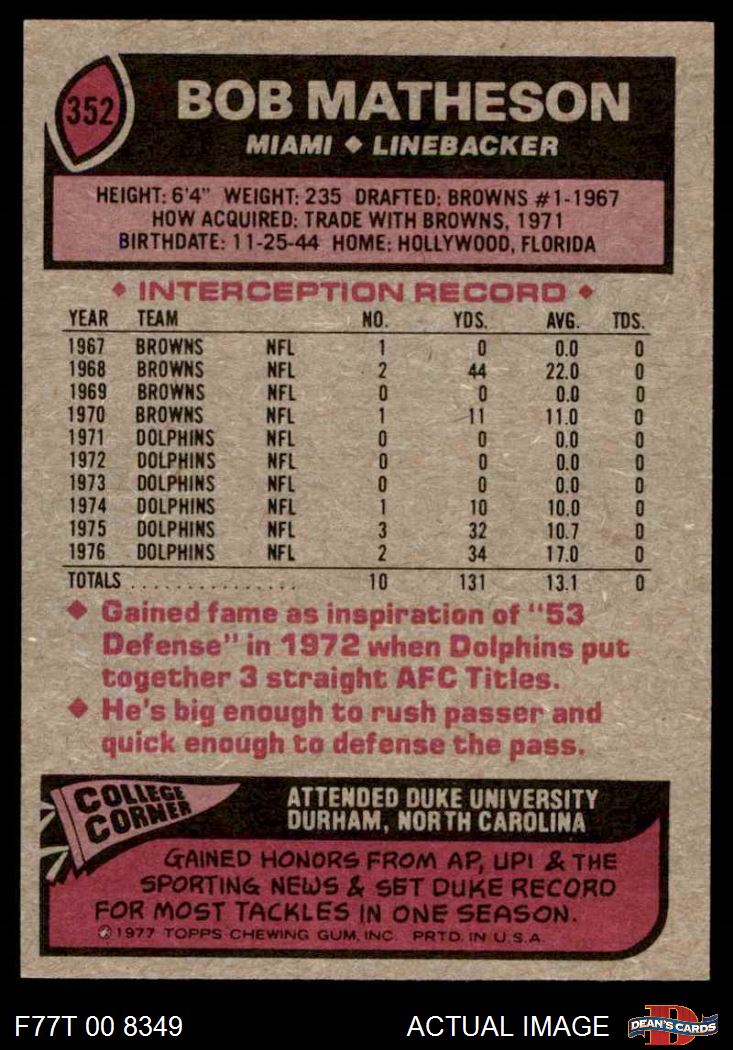 352
BOB MATHESON
MIAMI ◆ LINEBACKER
HEIGHT: 6'4" WEIGHT: 235 DRAFTED: BROWNS #1-1967
HOW ACQUIRED: TRADE WITH BROWNS, 1971
BIRTHDATE: 11-25-44 HOME: HOLLYWOOD, FLORIDA
◆ INTERCEPTION RECORD ◆
YEAR TEAM NO. YDS. AVG. TDS.
1967 BROWNS NFL 1 0 0.0 0
1968 BROWNS NFL 2 44 22.0 0
1969 BROWNS NFL 0 0 0.0 0
1970 BROWNS NFL 1 11 11.0 0
1971 DOLPHINS NFL 0 0 0.0 0
1972 DOLPHINS NFL 0 0 0.0 0
1973 DOLPHINS NFL 0 0 0.0 0
1974 DOLPHINS NFL 1 10 10.0 0
1975 DOLPHINS NFL 3 32 10.7 0
1976 DOLPHINS NFL 2 34 17.0 0
TOTALS ................ 10 131 13.1 0
◆ Gained fame as inspiration of "53
Defense" in 1972 when Dolphins put
together 3 straight AFC Titles.
◆ He's big enough to rush passer and
quick enough to defense the pass.
COLLEGE
CORNER
ATTENDED DUKE UNIVERSITY
DURHAM, NORTH CAROLINA
GAINED HONORS FROM AP, UPI & THE
SPORTING NEWS & SET DUKE RECORD
FOR MOST TACKLES IN ONE SEASON.
© 1977 TOPPS CHEWING GUM, INC. PRTD. IN U.S.A.
F77T 00 8349
ACTUAL IMAGE
D
DEAN'S CARDS